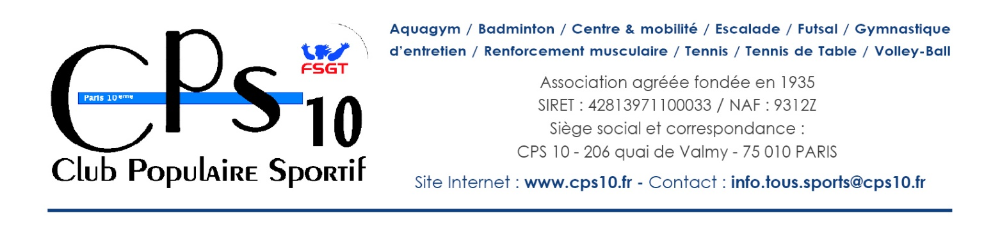 CPS 10
FSGT
Paris 10eme
Club Populaire Sportif
Aquagym / Badminton / Centre & mobilité / Escalade / Futsal / Gymnastique
d'entretien / Renforcement musculaire / Tennis / Tennis de Table / Volley-Ball
Association agréée fondée en 1935
SIRET : 42813971100033 / NAF : 9312Z
Siège social et correspondance :
CPS 10 - 206 quai de Valmy - 75 010 PARIS
Site Internet : www.cps10.fr - Contact : info.tous.sports@cps10.fr